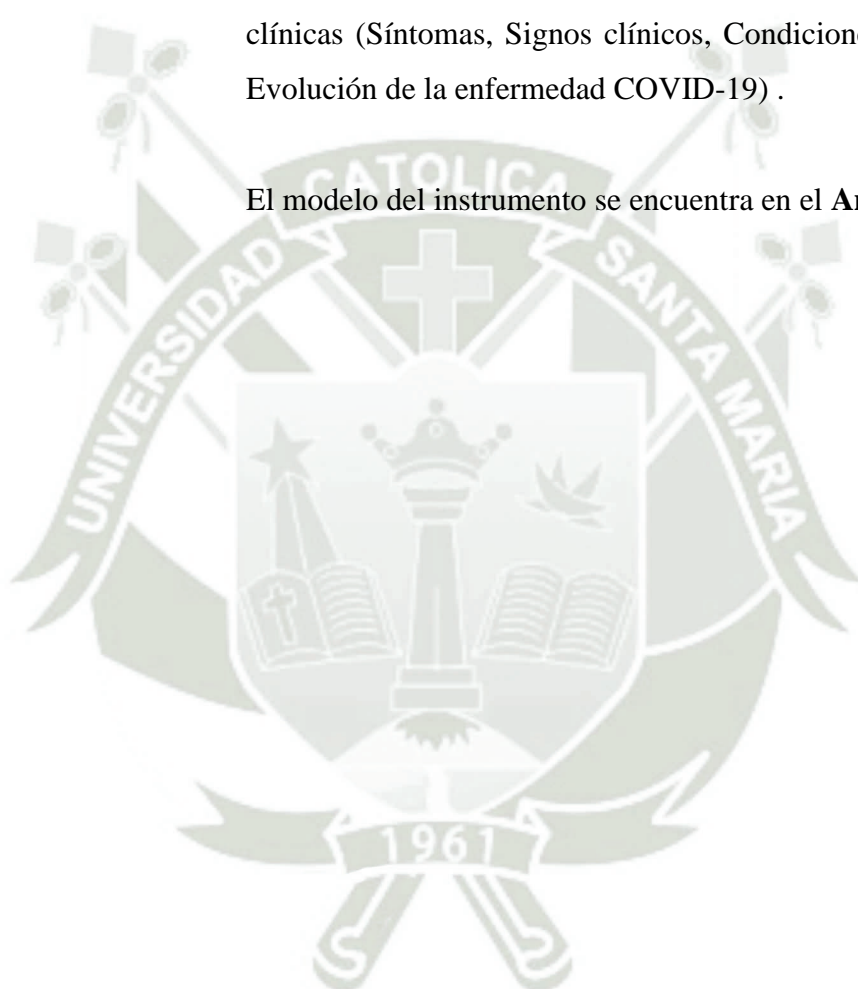 clínicas (Síntomas, Signos clínicos,
Evolución de la enfermedad COVID-19) .
El modelo del instrumento se encuentra en el
CATOLICA
UNIVERSIDAD
SANTA MARIA
1961